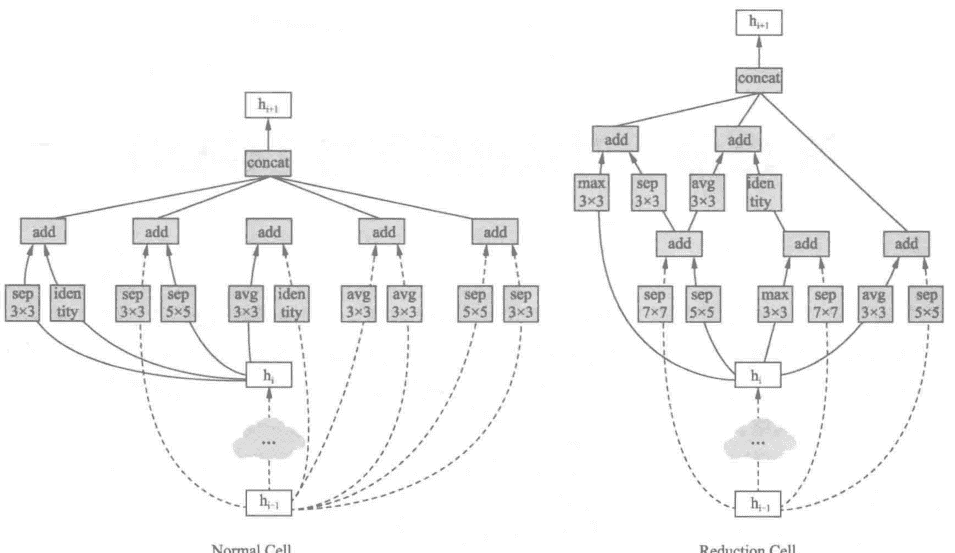 h_{i+1}
concat
add add add add add
sep 3×3 iden tity sep 3×3 sep 5×5 avg 3×3 iden tity avg 3×3 avg 3×3 sep 5×5 sep 3×3
h_i
...
h_{i-1}
Normal Cell
h_{i+1}
concat
add add
max 3×3 sep 3×3 avg 3×3 iden tity
add add add
sep 7×7 sep 5×5 max 3×3 sep 7×7 avg 3×3 sep 5×5
h_i
...
h_{i-1}
Reduction Cell